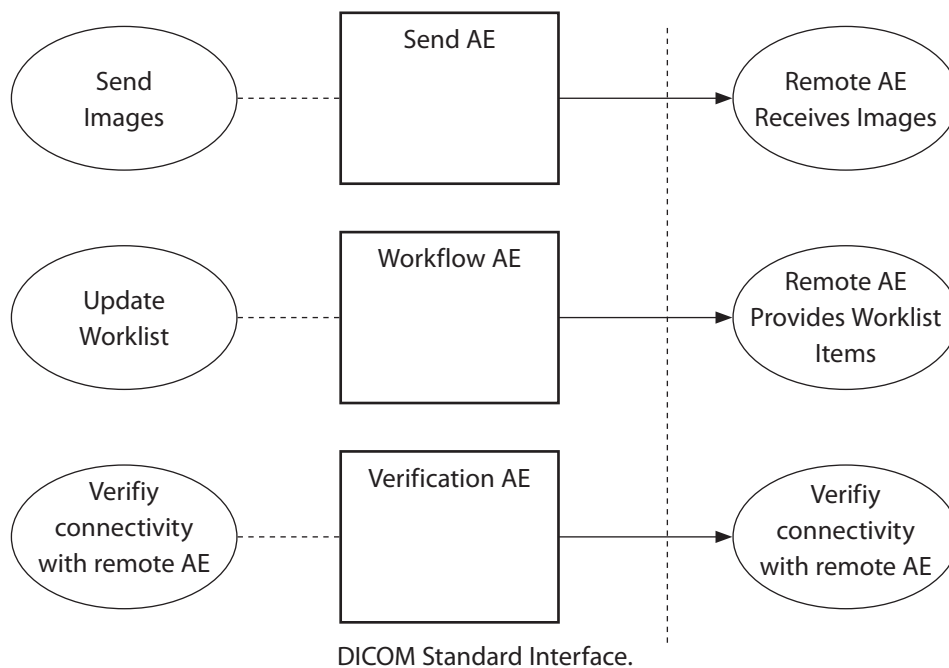 Send
Images
Send AE
Remote AE
Receives Images
Update
Worklist
Workflow AE
Remote AE
Provides Worklist
Items
Verifiy
connectivity
with remote AE
Verification AE
Verifiy
connectivity
with remote AE
DICOM Standard Interface.